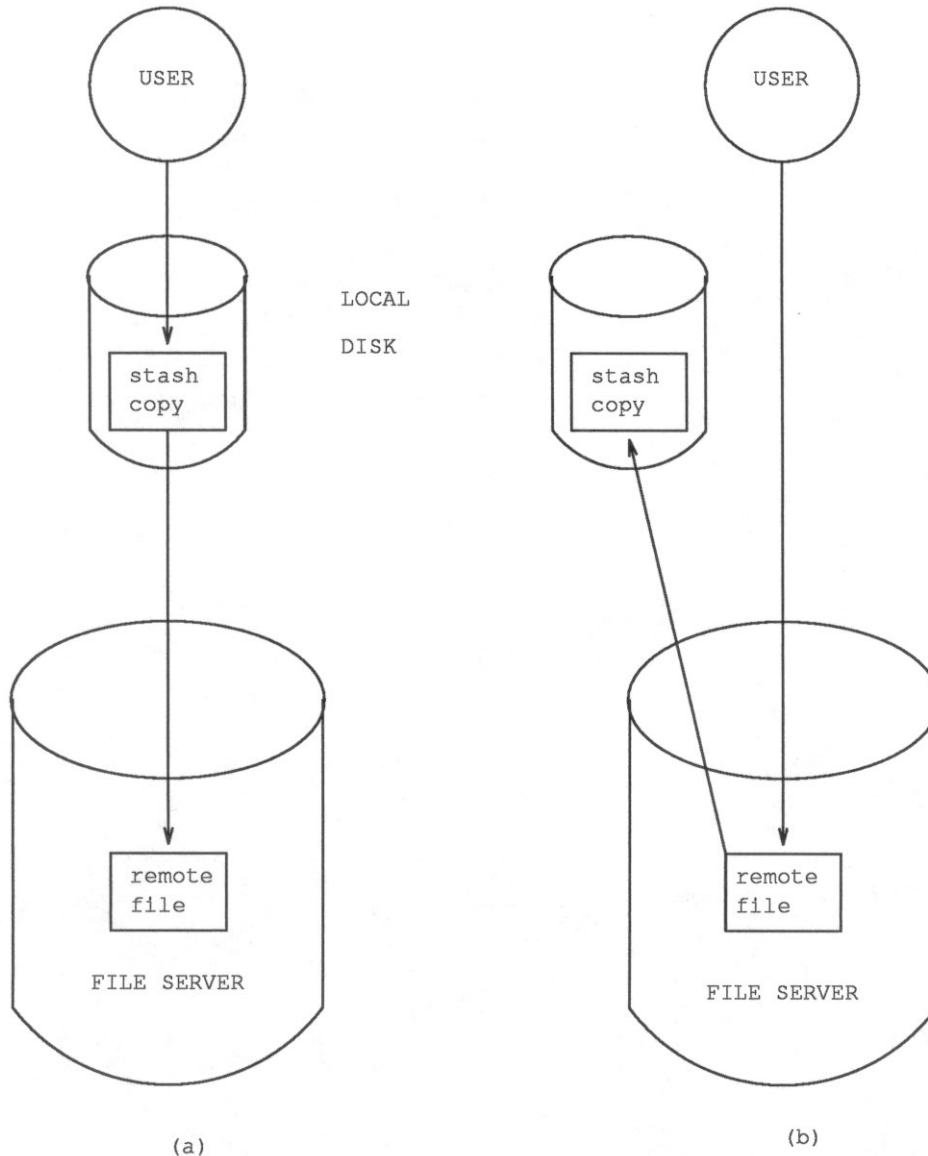 USER
LOCAL
DISK
stash
copy
remote
file
FILE SERVER
(a)
USER
stash
copy
remote
file
FILE SERVER
(b)